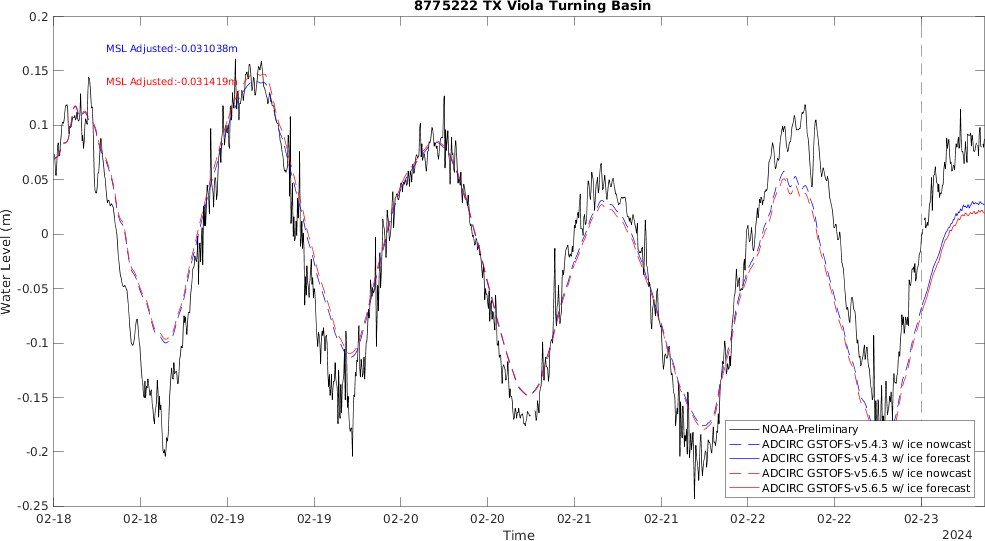 8775222 TX Viola Turning Basin
MSL Adjusted:-0.031038m
MSL Adjusted:-0.031419m
Water Level (m)
0.2
0.15
0.1
0.05
0
-0.05
-0.1
-0.15
-0.2
-0.25
NOAA-Preliminary
ADCIRC GSTOFS-v5.4.3 w/ ice nowcast
ADCIRC GSTOFS-v5.4.3 w/ ice forecast
ADCIRC GSTOFS-v5.6.5 w/ ice nowcast
ADCIRC GSTOFS-v5.6.5 w/ ice forecast
02-18 02-18 02-19 02-19 02-20 02-20 02-21 02-21 02-22 02-22 02-23
Time
2024